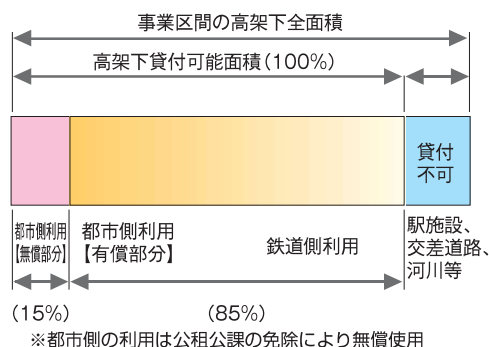 事業区間の高架下全面積
高架下貸付可能面積(100%)
貸付
不可
都市側利用
【無償部分】
都市側利用
【有償部分】
鉄道側利用
駅施設、
交差道路、
河川等
(15%)
(85%)
※都市側の利用は公租公課の免除により無償使用